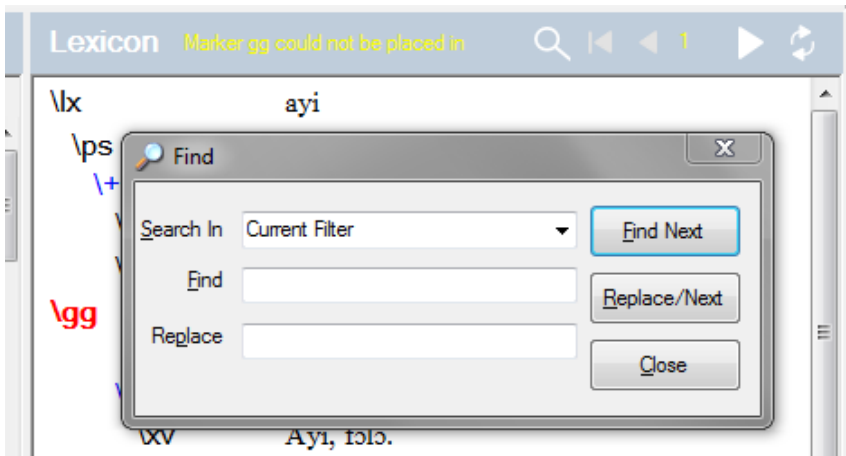 Lexicon Marker gg could not be placed in 1
\lx ayi
\ps
\+
Find
Search In Current Filter Find Next
Find
Replace/Next
\gg
Replace
Close
\xv Ayi, fɔlɔ.